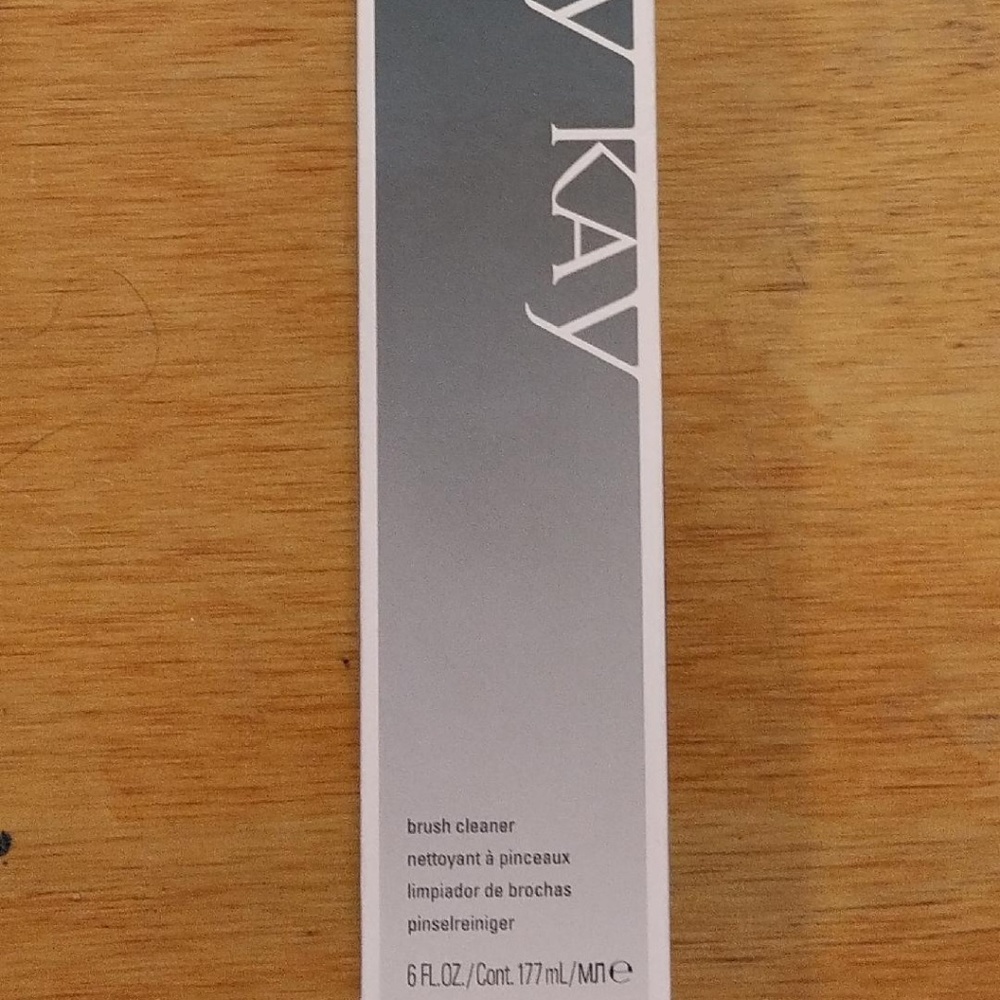 y KAY
brush cleaner
nettoyant à pinceaux
limpiador de brochas
pinselreiniger
6 FL.OZ./Cont. 177 mL/МЛ ℮